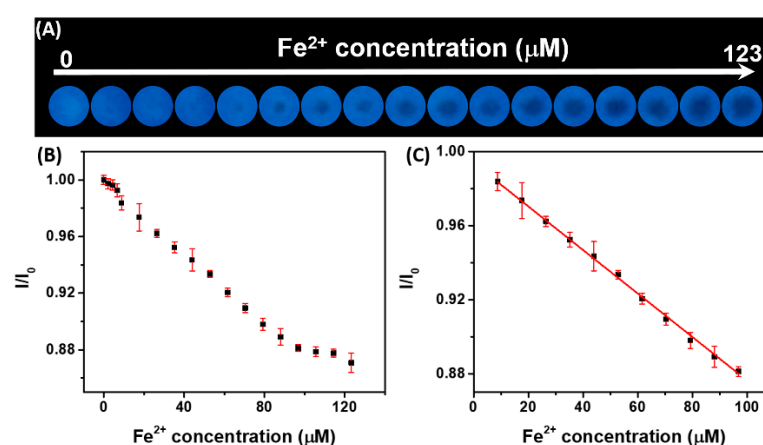 (A)
Fe²⁺ concentration (μM)
0
123
(B)
1.00
0.96
0.92
0.88
I/I₀
0
40
80
120
Fe²⁺ concentration (μM)
(C)
1.00
0.96
0.92
0.88
I/I₀
0
20
40
60
80
100
Fe²⁺ concentration (μM)